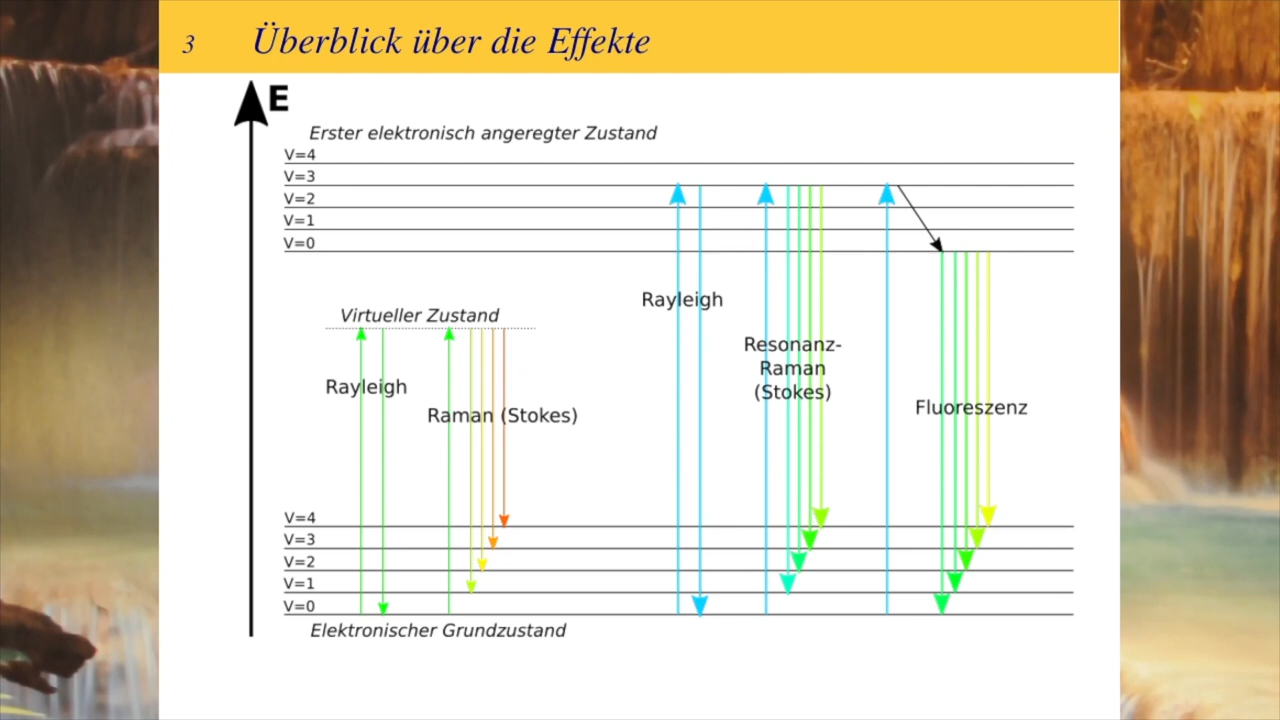 3 Überblick über die Effekte
E
Erster elektronisch angeregter Zustand
V=4
V=3
V=2
V=1
V=0
Virtueller Zustand
Rayleigh
Raman (Stokes)
Rayleigh
Resonanz-
Raman
(Stokes)
Fluoreszenz
V=4
V=3
V=2
V=1
V=0
Elektronischer Grundzustand